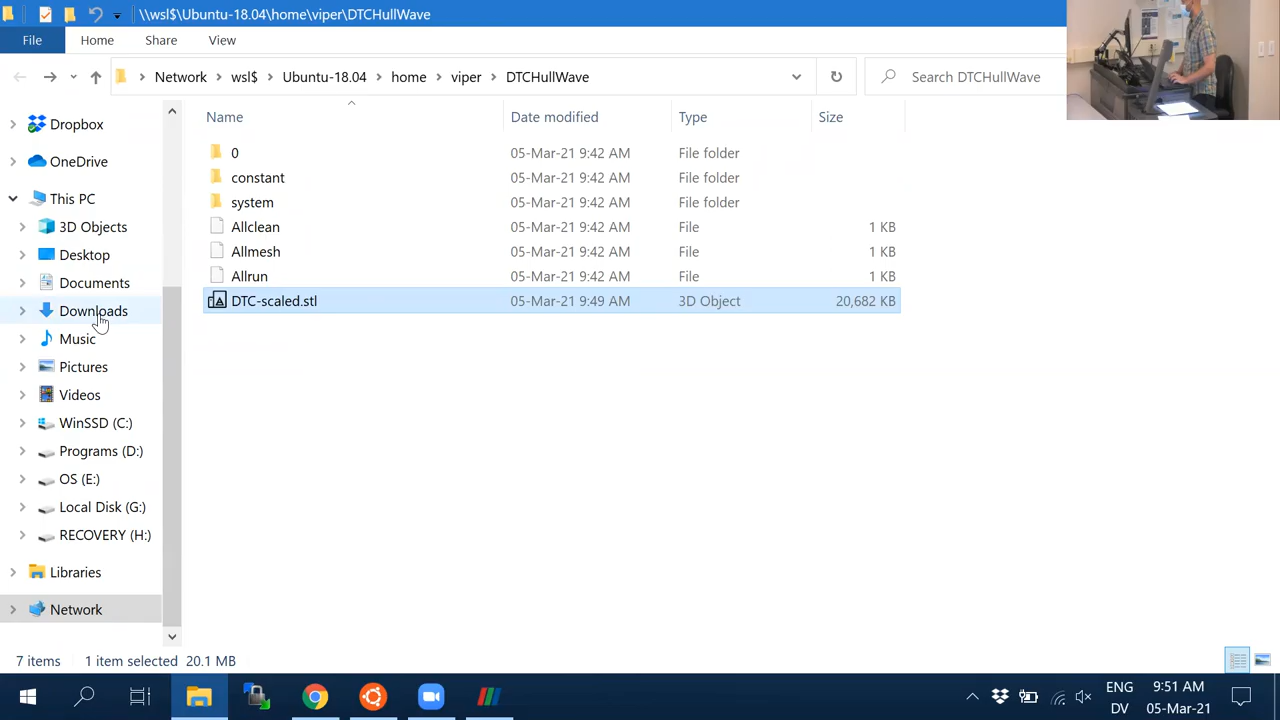 \\wsl$\Ubuntu-18.04\home\viper\DTCHullWave
File Home Share View
Network wsl$ Ubuntu-18.04 home viper DTCHullWave
Search DTCHullWave
Name Date modified Type Size
Dropbox
OneDrive
This PC
3D Objects
Desktop
Documents
Downloads
Music
Pictures
Videos
WinSSD (C:)
Programs (D:)
OS (E:)
Local Disk (G:)
RECOVERY (H:)
Libraries
Network
0 05-Mar-21 9:42 AM File folder
constant 05-Mar-21 9:42 AM File folder
system 05-Mar-21 9:42 AM File folder
Allclean 05-Mar-21 9:42 AM File 1 KB
Allmesh 05-Mar-21 9:42 AM File 1 KB
Allrun 05-Mar-21 9:42 AM File 1 KB
DTC-scaled.stl 05-Mar-21 9:49 AM 3D Object 20,682 KB
7 items 1 item selected 20.1 MB
ENG 9:51 AM
DV 05-Mar-21